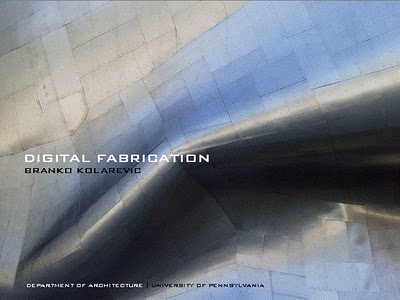 DIGITAL FABRICATION
BRANKO KOLAREVIC
DEPARTMENT OF ARCHITECTURE | UNIVERSITY OF PENNSYLVANIA